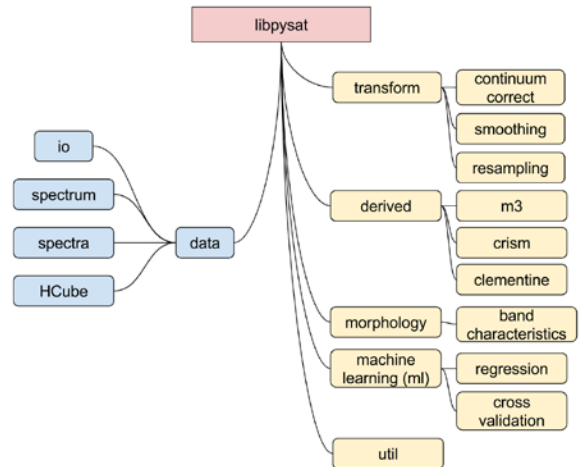 libpysat
transform
continuum
correct
smoothing
resampling
io
spectrum
spectra
HCube
data
derived
m3
crism
clementine
morphology
band
characteristics
machine
learning (ml)
regression
cross
validation
util